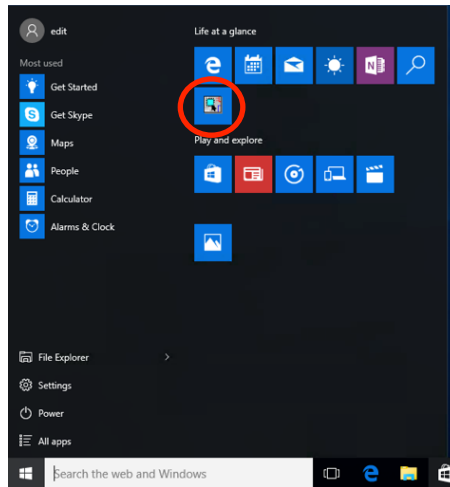 edit
Life at a glance
Most used
Get Started
Get Skype
Maps
Play and explore
People
Calculator
Alarms & Clock
File Explorer
Settings
Power
All apps
Search the web and Windows